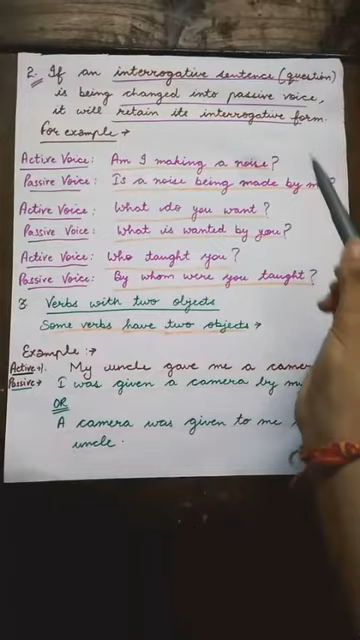 2. If an interrogative sentence (question)
is being changed into passive voice,
it will retain its interrogative form.
For example →
Active Voice: Am I making a noise?
Passive Voice: Is a noise being made by m ?
Active Voice: What do you want?
Passive Voice: What is wanted by you?
Active Voice: Who taught you?
Passive Voice: By whom were you taught?
3. Verbs with two objects
Some verbs have two objects →
Example :→
Active→ 1. My uncle gave me a camer
Passive→ I was given a camera by my
OR
A camera was given to me
uncle.